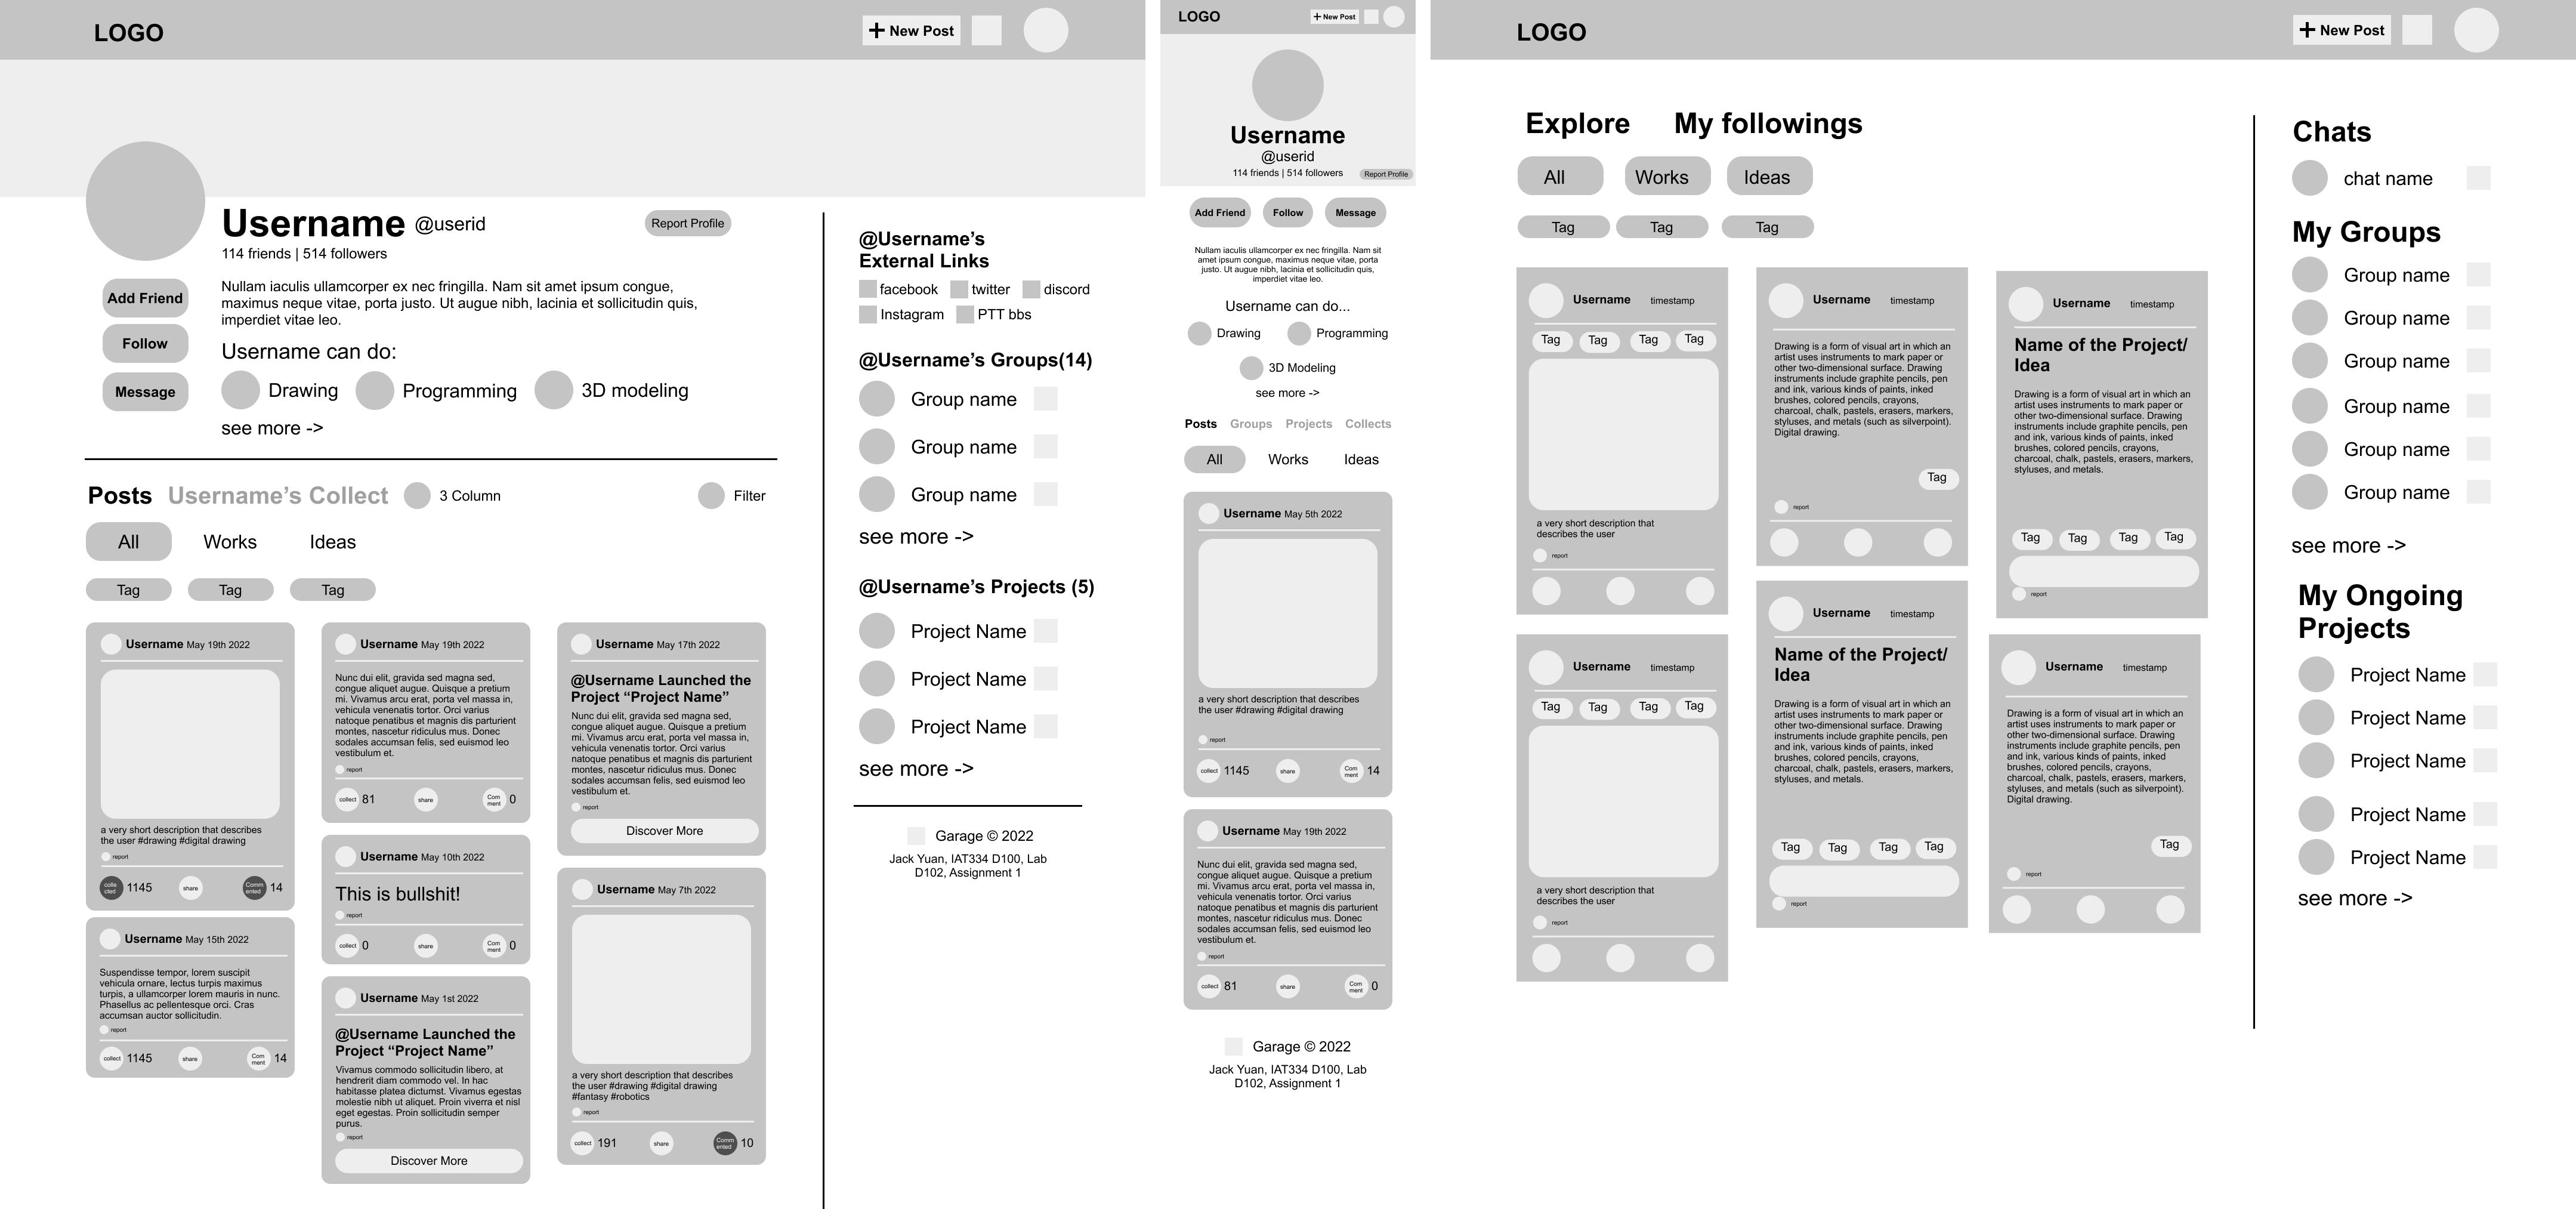 LOGO
New Post
Username @userid
Report Profile
114 friends | 514 followers
Add Friend
Follow
Message
Nullam iaculis ullamcorper ex nec fringilla. Nam sit amet ipsum congue,
maximus neque vitae, porta justo. Ut augue nibh, lacinia et sollicitudin quis,
imperdiet vitae leo.
Username can do:
Drawing
Programming
3D modeling
see more ->
Posts
Username’s Collect
3 Column
Filter
All
Works
Ideas
Tag
Tag
Tag
Username May 19th 2022
a very short description that describes
the user #drawing #digital drawing
report
colle
cted
1145
share
Comm
ented
14
Username May 15th 2022
Suspendisse tempor, lorem suscipit
vehicula ornare, lectus turpis maximus
turpis, a ullamcorper lorem mauris in nunc.
Phasellus ac pellentesque orci. Cras
accumsan auctor sollicitudin.
report
collect
1145
share
Com
ment
14
Username May 19th 2022
Nunc dui elit, gravida sed magna sed,
congue aliquet augue. Quisque a pretium
mi. Vivamus arcu erat, porta vel massa in,
vehicula venenatis tortor. Orci varius
natoque penatibus et magnis dis parturient
montes, nascetur ridiculus mus. Donec
sodales accumsan felis, sed euismod leo
vestibulum et.
report
collect
81
share
Com
ment
0
Username May 10th 2022
This is bullshit!
report
collect
0
share
Com
ment
0
Username May 1st 2022
@Username Launched the
Project “Project Name”
Vivamus commodo sollicitudin libero, at
hendrerit diam commodo vel. In hac
habitasse platea dictumst. Vivamus egestas
molestie nibh ut aliquet. Proin viverra et nisl
eget egestas. Proin sollicitudin semper
purus.
report
Discover More
Username May 17th 2022
@Username Launched the
Project “Project Name”
Nunc dui elit, gravida sed magna sed,
congue aliquet augue. Quisque a pretium
mi. Vivamus arcu erat, porta vel massa in,
vehicula venenatis tortor. Orci varius
natoque penatibus et magnis dis parturient
montes, nascetur ridiculus mus. Donec
sodales accumsan felis, sed euismod leo
vestibulum et.
report
Discover More
Username May 7th 2022
a very short description that describes
the user #drawing #digital drawing
#fantasy #robotics
report
collect
191
share
Comm
ented
10
@Username’s
External Links
facebook
twitter
discord
Instagram
PTT bbs
@Username’s Groups(14)
Group name
Group name
Group name
see more ->
@Username’s Projects (5)
Project Name
Project Name
Project Name
see more ->
Garage © 2022
Jack Yuan, IAT334 D100, Lab
D102, Assignment 1
LOGO
New Post
Username
@userid
114 friends | 514 followers
Report Profile
Add Friend
Follow
Message
Nullam iaculis ullamcorper ex nec fringilla. Nam sit
amet ipsum congue, maximus neque vitae, porta
justo. Ut augue nibh, lacinia et sollicitudin quis,
imperdiet vitae leo.
Username can do...
Drawing
Programming
3D Modeling
see more ->
Posts
Groups
Projects
Collects
All
Works
Ideas
Username May 5th 2022
a very short description that describes
the user #drawing #digital drawing
report
collect
1145
share
Com
ment
14
Username May 19th 2022
Nunc dui elit, gravida sed magna sed,
congue aliquet augue. Quisque a pretium
mi. Vivamus arcu erat, porta vel massa in,
vehicula venenatis tortor. Orci varius
natoque penatibus et magnis dis parturient
montes, nascetur ridiculus mus. Donec
sodales accumsan felis, sed euismod leo
vestibulum et.
report
collect
81
share
Com
ment
0
Garage © 2022
Jack Yuan, IAT334 D100, Lab
D102, Assignment 1
LOGO
New Post
Explore
My followings
All
Works
Ideas
Tag
Tag
Tag
Username timestamp
Tag
Tag
Tag
Tag
a very short description that
describes the user
report
Username timestamp
Tag
Tag
Tag
Tag
a very short description that
describes the user
report
Username timestamp
Drawing is a form of visual art in which an
artist uses instruments to mark paper or
other two-dimensional surface. Drawing
instruments include graphite pencils, pen
and ink, various kinds of paints, inked
brushes, colored pencils, crayons,
charcoal, chalk, pastels, erasers, markers,
styluses, and metals (such as silverpoint).
Digital drawing.
Tag
report
Username timestamp
Name of the Project/
Idea
Drawing is a form of visual art in which an
artist uses instruments to mark paper or
other two-dimensional surface. Drawing
instruments include graphite pencils, pen
and ink, various kinds of paints, inked
brushes, colored pencils, crayons,
charcoal, chalk, pastels, erasers, markers,
styluses, and metals.
Tag
Tag
Tag
Tag
report
Username timestamp
Name of the Project/
Idea
Drawing is a form of visual art in which an
artist uses instruments to mark paper or
other two-dimensional surface. Drawing
instruments include graphite pencils, pen
and ink, various kinds of paints, inked
brushes, colored pencils, crayons,
charcoal, chalk, pastels, erasers, markers,
styluses, and metals.
Tag
Tag
Tag
Tag
report
Username timestamp
Drawing is a form of visual art in which an
artist uses instruments to mark paper or
other two-dimensional surface. Drawing
instruments include graphite pencils, pen
and ink, various kinds of paints, inked
brushes, colored pencils, crayons,
charcoal, chalk, pastels, erasers, markers,
styluses, and metals (such as silverpoint).
Digital drawing.
Tag
report
Chats
chat name
My Groups
Group name
Group name
Group name
Group name
Group name
Group name
see more ->
My Ongoing
Projects
Project Name
Project Name
Project Name
Project Name
Project Name
see more ->